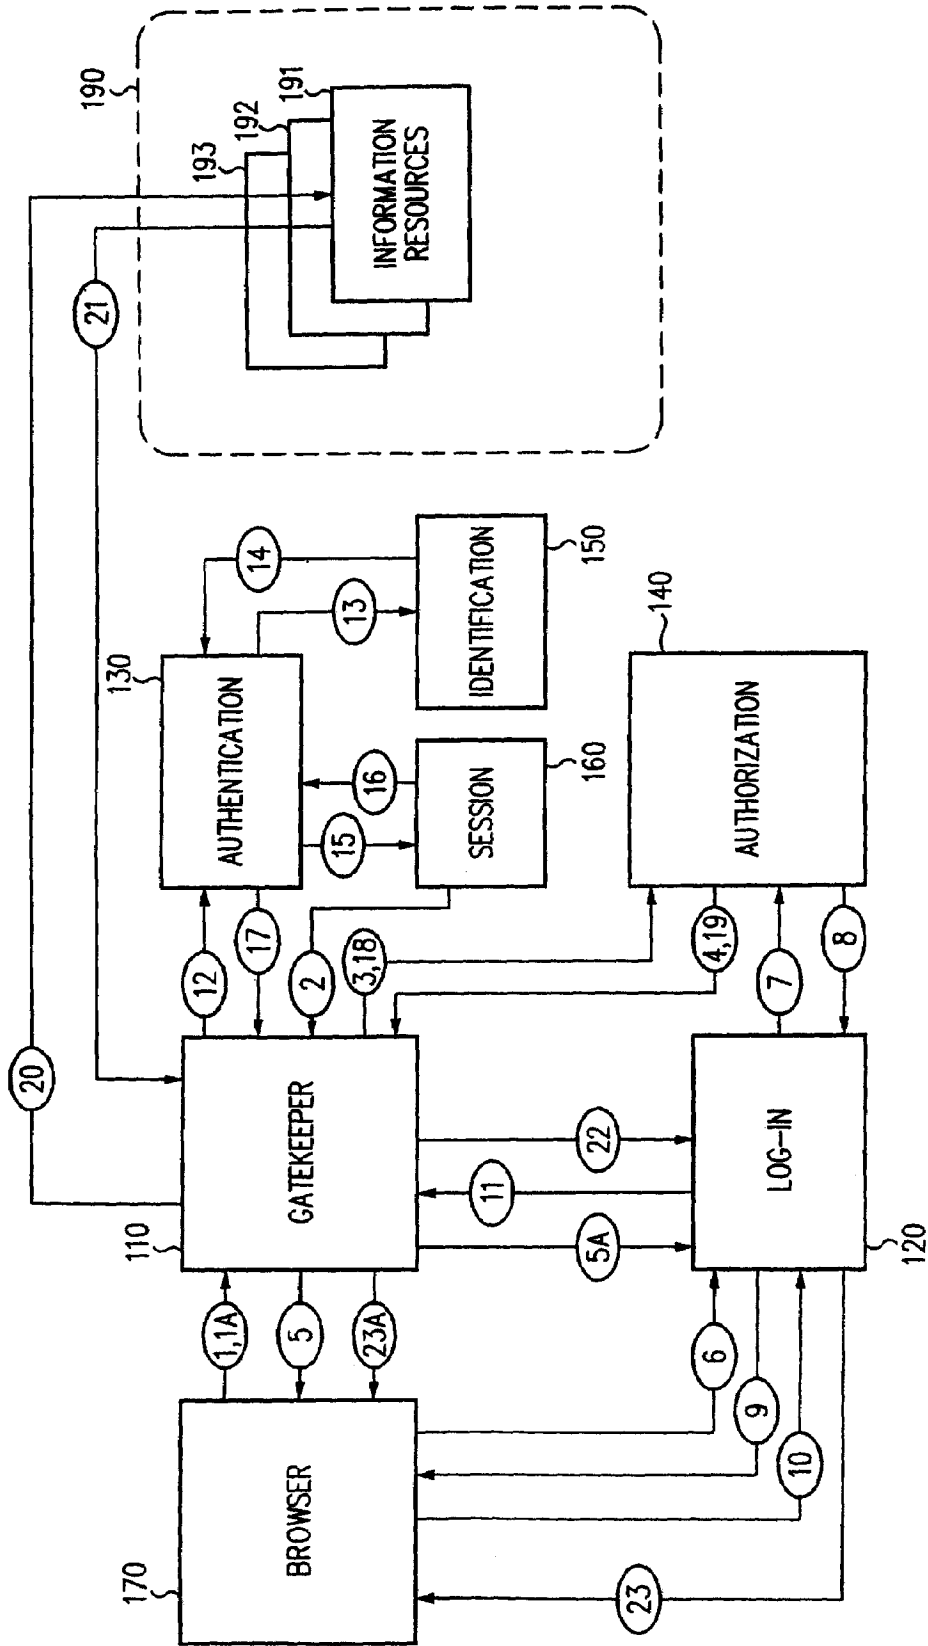 190
193
192
191
INFORMATION
RESOURCES
20
21
130
AUTHENTICATION
14
13
IDENTIFICATION
150
15
16
SESSION
160
140
AUTHORIZATION
12
17
2
3,18
4,19
7
8
110
GATEKEEPER
22
11
5A
LOG-IN
120
1,1A
5
23A
6
9
10
170
BROWSER
23